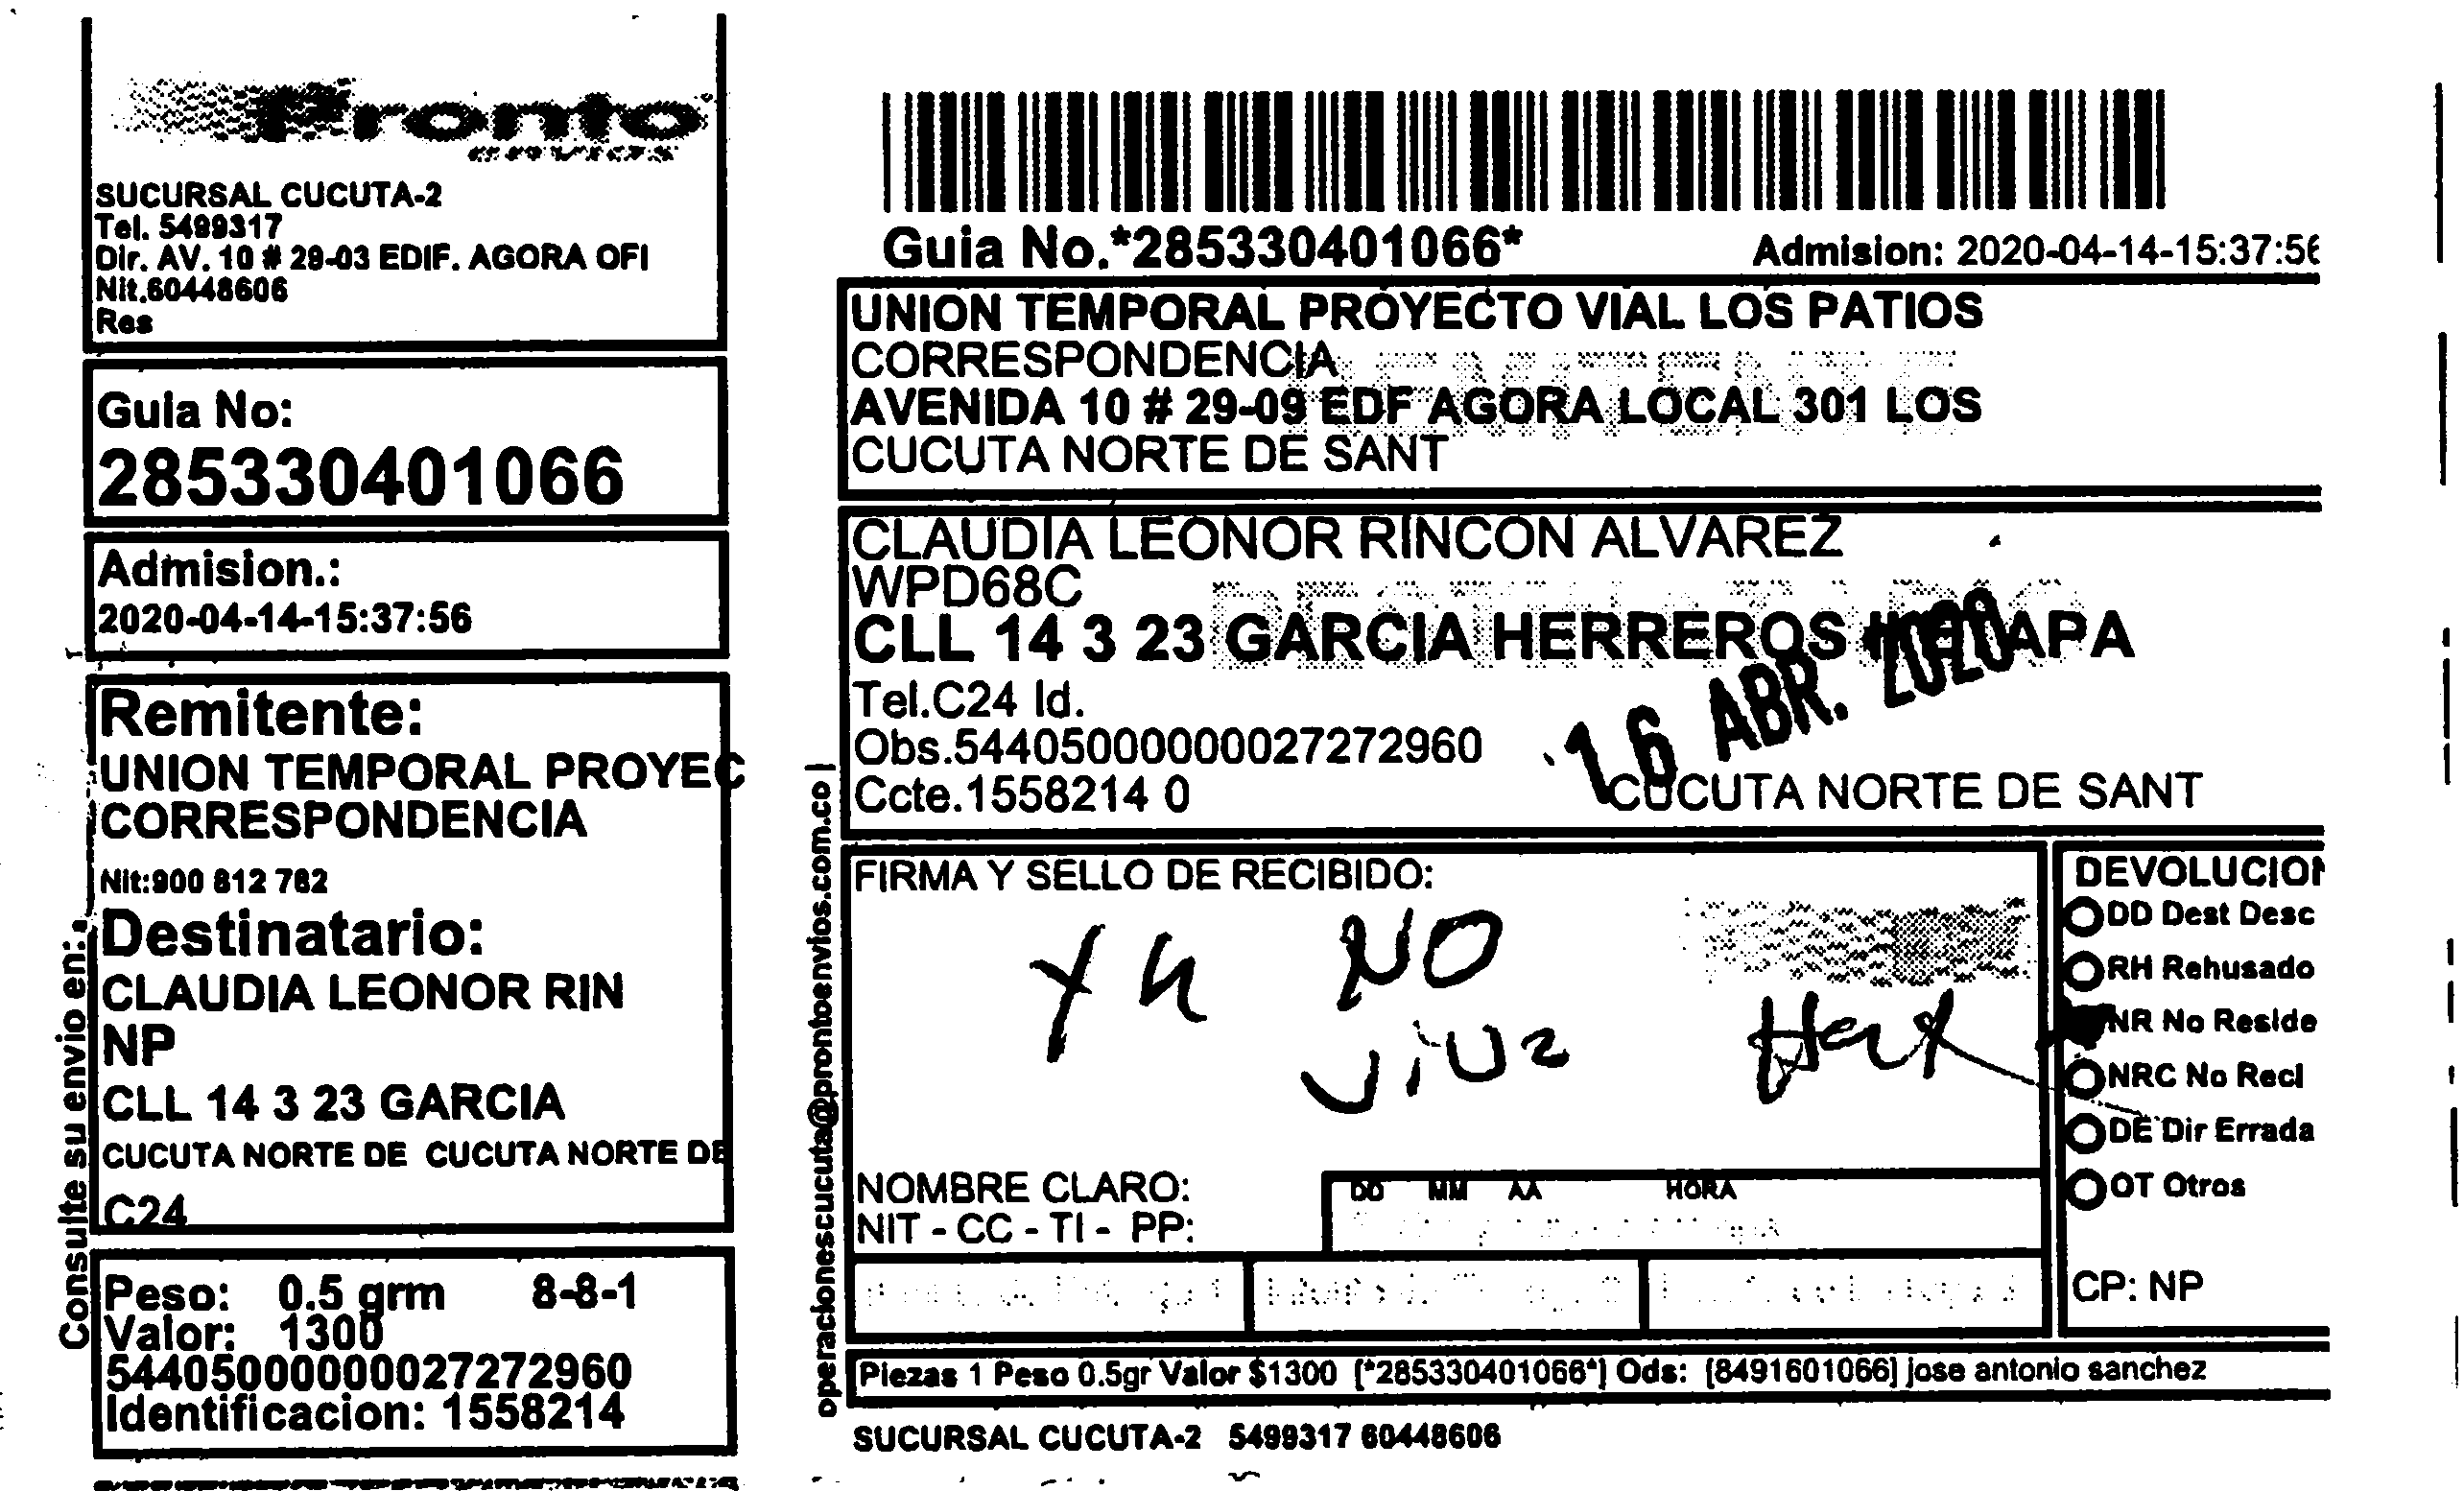 Pronto
SUCURSAL CUCUTA-2
Tel. 5499317
Dir. AV. 10 # 29-03 EDIF. AGORA OFI
Nit.60448606
Res
Guia No:
285330401066
Admision.:
2020-04-14-15:37:56
Remitente:
UNION TEMPORAL PROYEC
CORRESPONDENCIA
Nit:900 812 782
Destinatario:
CLAUDIA LEONOR RIN
NP
CLL 14 3 23 GARCIA
CUCUTA NORTE DE CUCUTA NORTE DE
C24
Peso: 0.5 grm 8-8-1
Valor: 1300
544050000000027272960
Identificacion: 1558214
Consulte su envio en:
Guia No.*285330401066*
Admision: 2020-04-14-15:37:56
UNION TEMPORAL PROYECTO VIAL LOS PATIOS
CORRESPONDENCIA
REMITENTE
AVENIDA 10 # 29-09 EDF AGORA LOCAL 301 LOS
CUCUTA NORTE DE SANT
CLAUDIA LEONOR RINCON ALVAREZ
WPD68C
CLL 14 3 23 GARCIA HERREROS APA
Tel.C24 Id.
Obs.544050000000027272960
Ccte.1558214 0
16 ABR. 2020
CUCUTA NORTE DE SANT
operacionescucuta@prontoenvios.com.co |
FIRMA Y SELLO DE RECIBIDO:
Ya NO
vive
NOMBRE CLARO:
NIT - CC - TI - PP:
DD MM AA HORA
DEVOLUCION
DD Dest Desc
RH Rehusado
NR No Reside
NRC No Recl
DE Dir Errada
OT Otros
CP: NP
Piezas 1 Peso 0.5gr Valor $1300 [*285330401066*] Ods: [8491601066] jose antonio sanchez
SUCURSAL CUCUTA-2 5499317 60448606